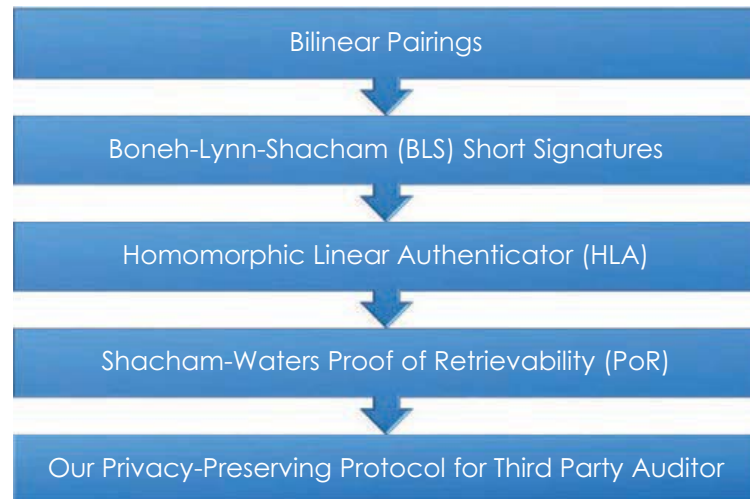 Bilinear Pairings
Boneh-Lynn-Shacham (BLS) Short Signatures
Homomorphic Linear Authenticator (HLA)
Shacham-Waters Proof of Retrievability (PoR)
Our Privacy-Preserving Protocol for Third Party Auditor